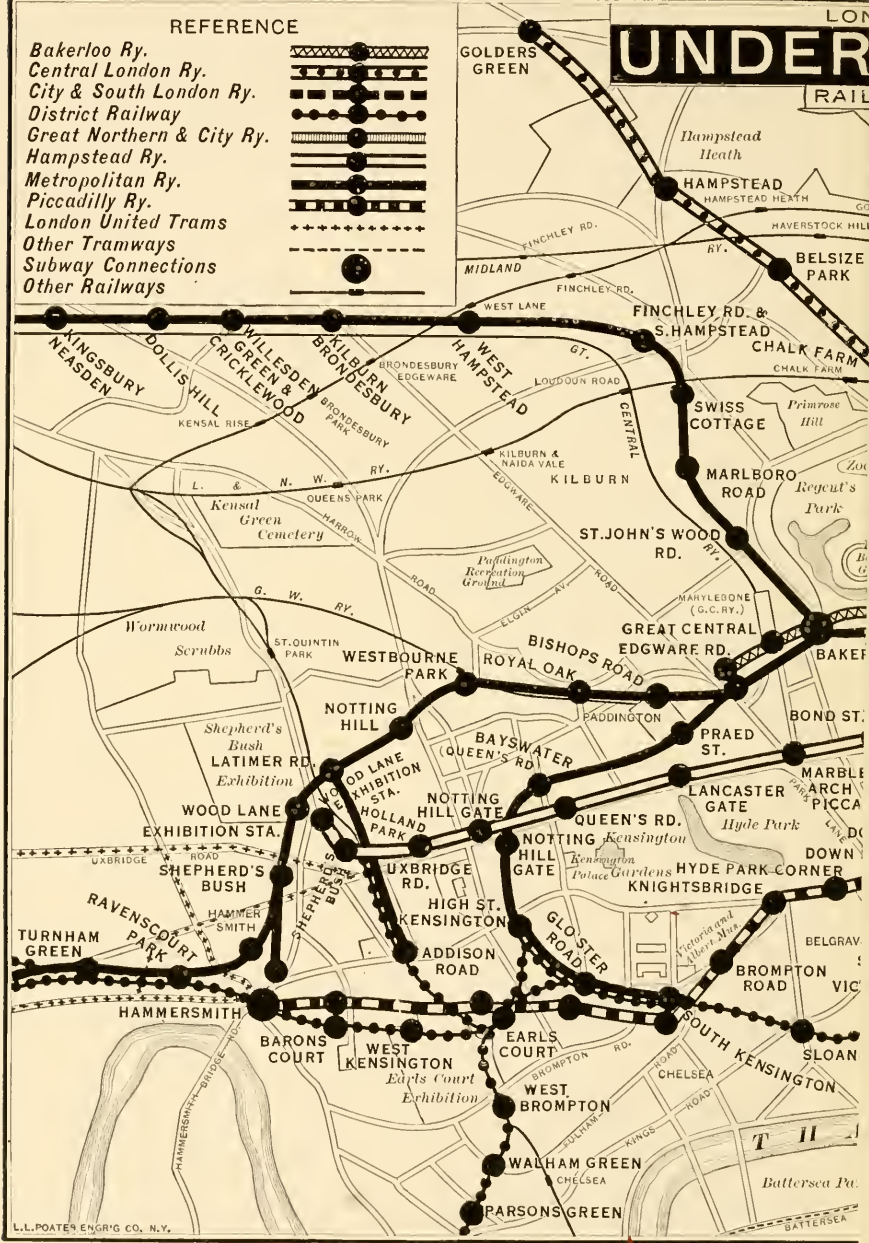 REFERENCE
Bakerloo Ry.
Central London Ry.
City & South London Ry.
District Railway
Great Northern & City Ry.
Hampstead Ry.
Metropolitan Ry.
Piccadilly Ry.
London United Trams
Other Tramways
Subway Connections
Other Railways
LON
UNDER
RAIL
GOLDERS
GREEN
Hampstead
Heath
HAMPSTEAD
HAMPSTEAD HEATH
GO
FINCHLEY RD.
HAVERSTOCK HILL
MIDLAND
RY.
BELSIZE
PARK
FINCHLEY RD.
WEST LANE
FINCHLEY RD. &
S. HAMPSTEAD
CHALK FARM
CHALK FARM
KINGSBURY
NEASDEN
DOLLIS HILL
WILLESDEN
GREEN &
CRICKLEWOOD
KILBURN
BRONDESBURY
WEST
HAMPSTEAD
GT.
CENTRAL
RY.
BRONDESBURY
EDGEWARE
LOUDOUN ROAD
BRONDESBURY
PARK
KENSAL RISE
SWISS
COTTAGE
Primrose
Hill
KILBURN &
NAIDA VALE
KILBURN
MARLBORO
ROAD
Zoo
Regent's
Park
L. & N. W. RY.
QUEENS PARK
Kensal
Green
Cemetery
HARROW
ROAD
EDGWARE
ROAD
ST. JOHN'S WOOD
RD.
B
G
Paddington
Recreation
Ground
ELGIN AV.
MARYLEBONE
(G.C.RY.)
G. W. RY.
Wormwood
Scrubbs
ST. QUINTIN
PARK
GREAT CENTRAL
EDGWARE RD.
BAKER
WESTBOURNE
PARK
ROYAL OAK
BISHOPS ROAD
PADDINGTON
NOTTING
HILL
BOND ST.
PRAED
ST.
Shepherd's
Bush
Exhibition
LATIMER RD.
BAYSWATER
(QUEEN'S RD)
WOOD LANE
EXHIBITION
STA.
LANCASTER
GATE
MARBLE
ARCH
PARK
LANE
PICCA
WOOD LANE
EXHIBITION STA.
HOLLAND
PARK
NOTTING
HILL GATE
QUEEN'S RD.
Hyde Park
DO
DOWN
UXBRIDGE ROAD
SHEPHERD'S
BUSH
SHEPHERD'S
BUSH
UXBRIDGE
RD.
NOTTING
HILL
GATE
Kensington
Gardens
Kensington
Palace
HYDE PARK CORNER
KNIGHTSBRIDGE
RAVENSCOURT
PARK
HAMMER
SMITH
HIGH ST.
KENSINGTON
GLO'STER
ROAD
Victoria and
Albert Mus.
TURNHAM
GREEN
ADDISON
ROAD
BELGRAV
BROMPTON
ROAD
VIC
HAMMERSMITH
BARONS
COURT
WEST
KENSINGTON
EARLS
COURT
SOUTH KENSINGTON
SLOAN
Earls Court
Exhibition
BROMPTON RD.
CHELSEA
HAMMERSMITH BRIDGE RD.
WEST
BROMPTON
FULHAM
ROAD
KINGS
ROAD
T H A
WALHAM GREEN
CHELSEA
PARSONS GREEN
Battersea Pa
BATTERSEA
L.L.POATES ENGR'G CO. N.Y.